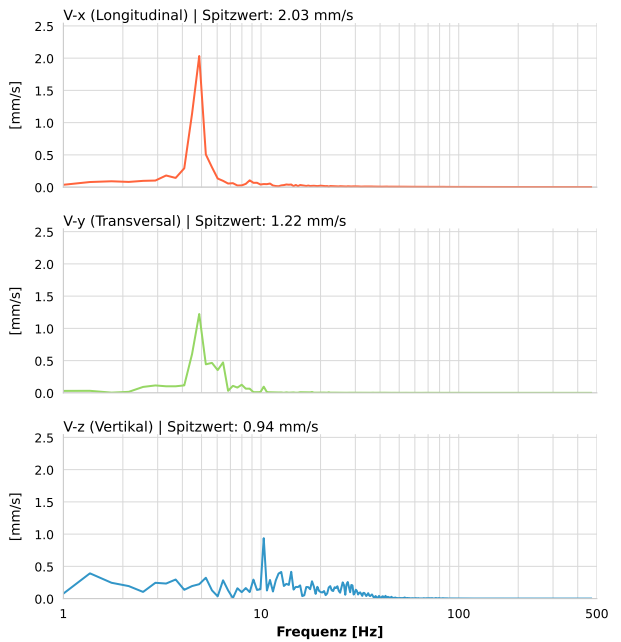 V-x (Longitudinal) | Spitzwert: 2.03 mm/s
2.5
2.0
1.5
1.0
0.5
0.0
[mm/s]
V-y (Transversal) | Spitzwert: 1.22 mm/s
2.5
2.0
1.5
1.0
0.5
0.0
[mm/s]
V-z (Vertikal) | Spitzwert: 0.94 mm/s
2.5
2.0
1.5
1.0
0.5
0.0
[mm/s]
1 10 100 500
Frequenz [Hz]